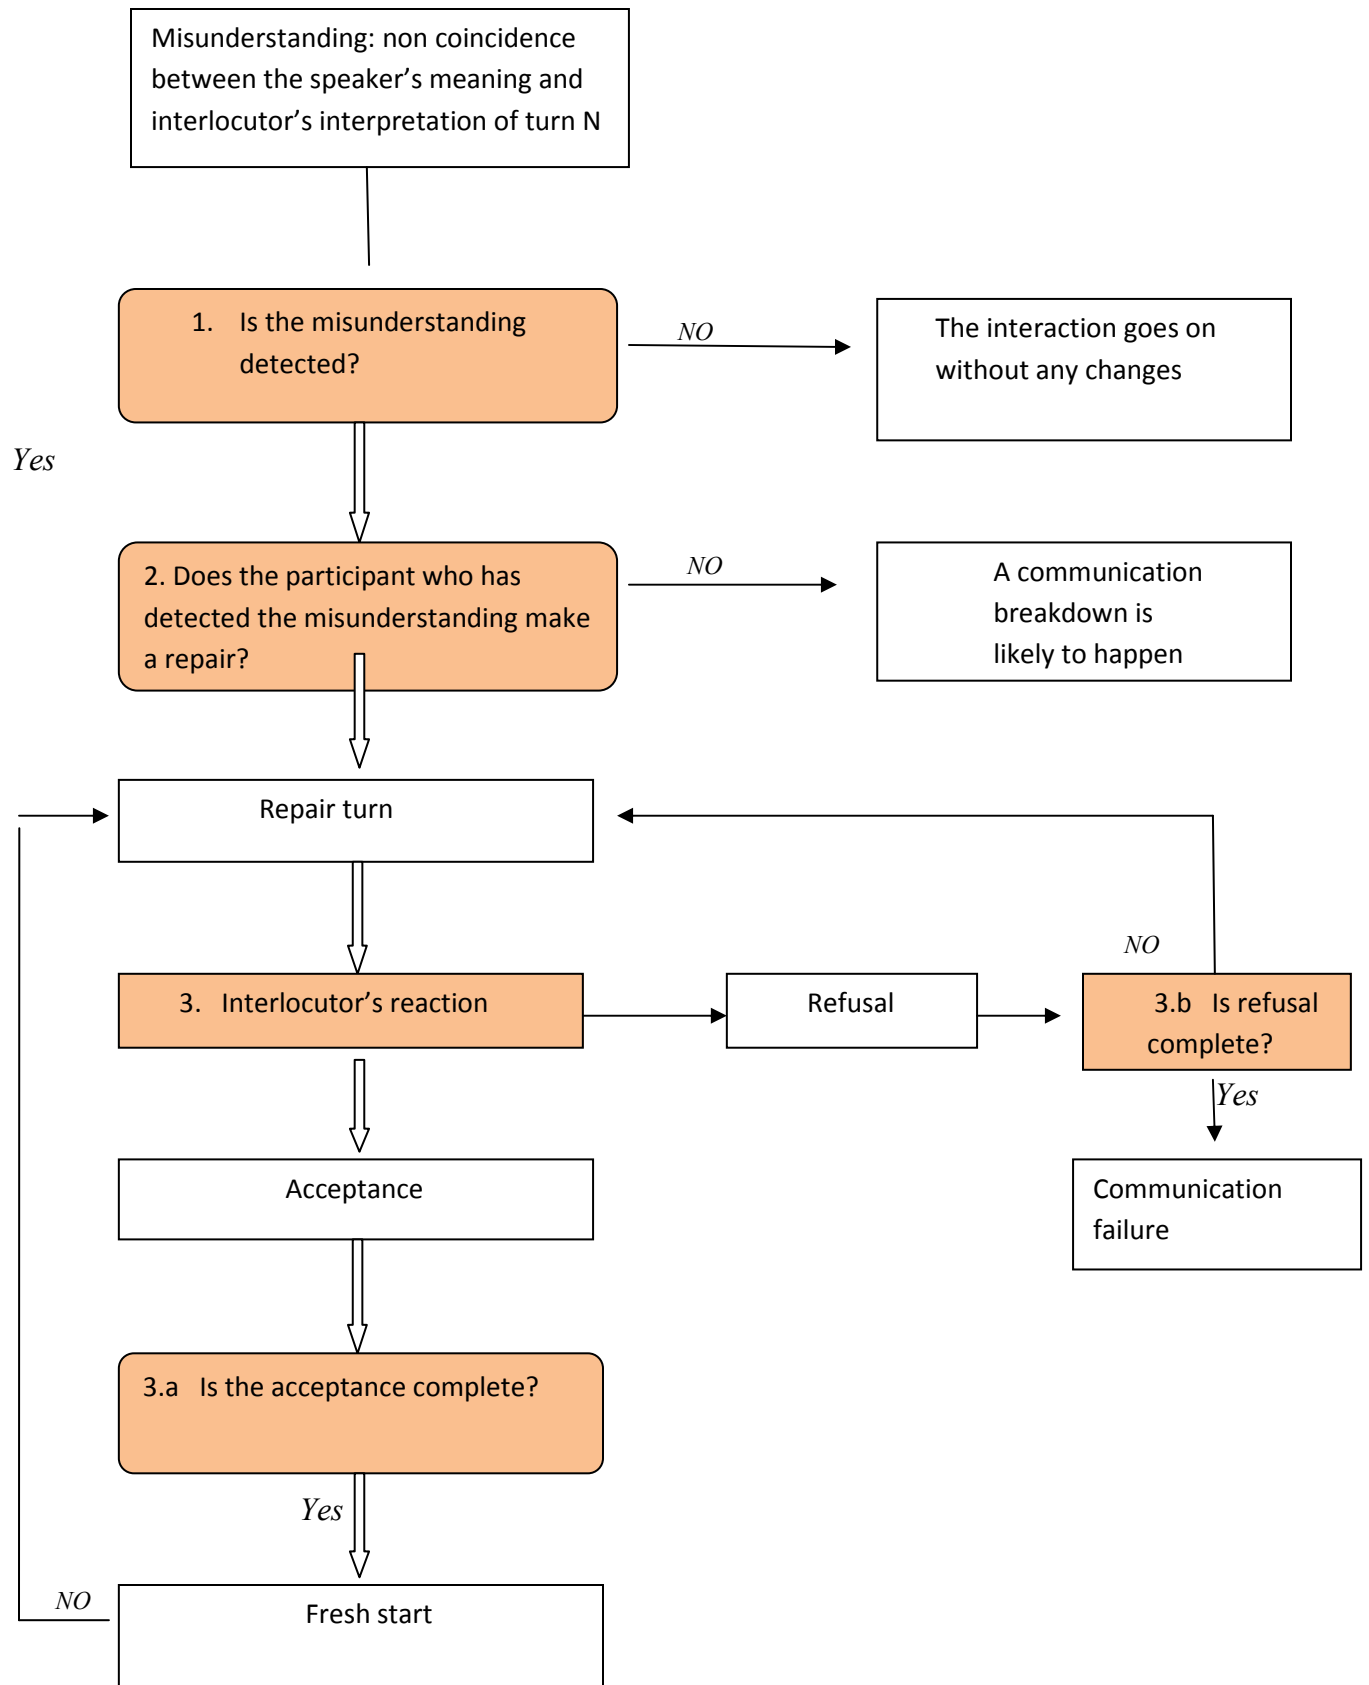 Misunderstanding: non coincidence
between the speaker’s meaning and
interlocutor’s interpretation of turn N
1. Is the misunderstanding
detected?
NO
The interaction goes on
without any changes
Yes
2. Does the participant who has
detected the misunderstanding make
a repair?
NO
A communication
breakdown is
likely to happen
Repair turn
NO
3. Interlocutor’s reaction
Refusal
3.b Is refusal
complete?
Yes
Acceptance
Communication
failure
3.a Is the acceptance complete?
Yes
NO
Fresh start